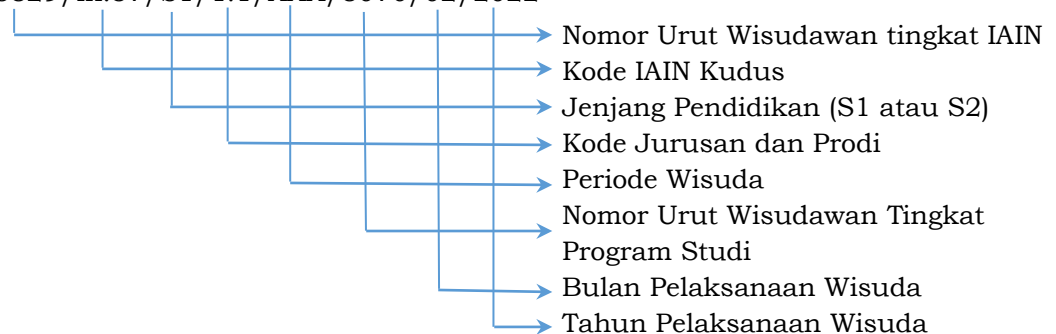 Nomor Urut Wisudawan tingkat IAIN
Kode IAIN Kudus
Jenjang Pendidikan (S1 atau S2)
Kode Jurusan dan Prodi
Periode Wisuda
Nomor Urut Wisudawan Tingkat
Program Studi
Bulan Pelaksanaan Wisuda
Tahun Pelaksanaan Wisuda